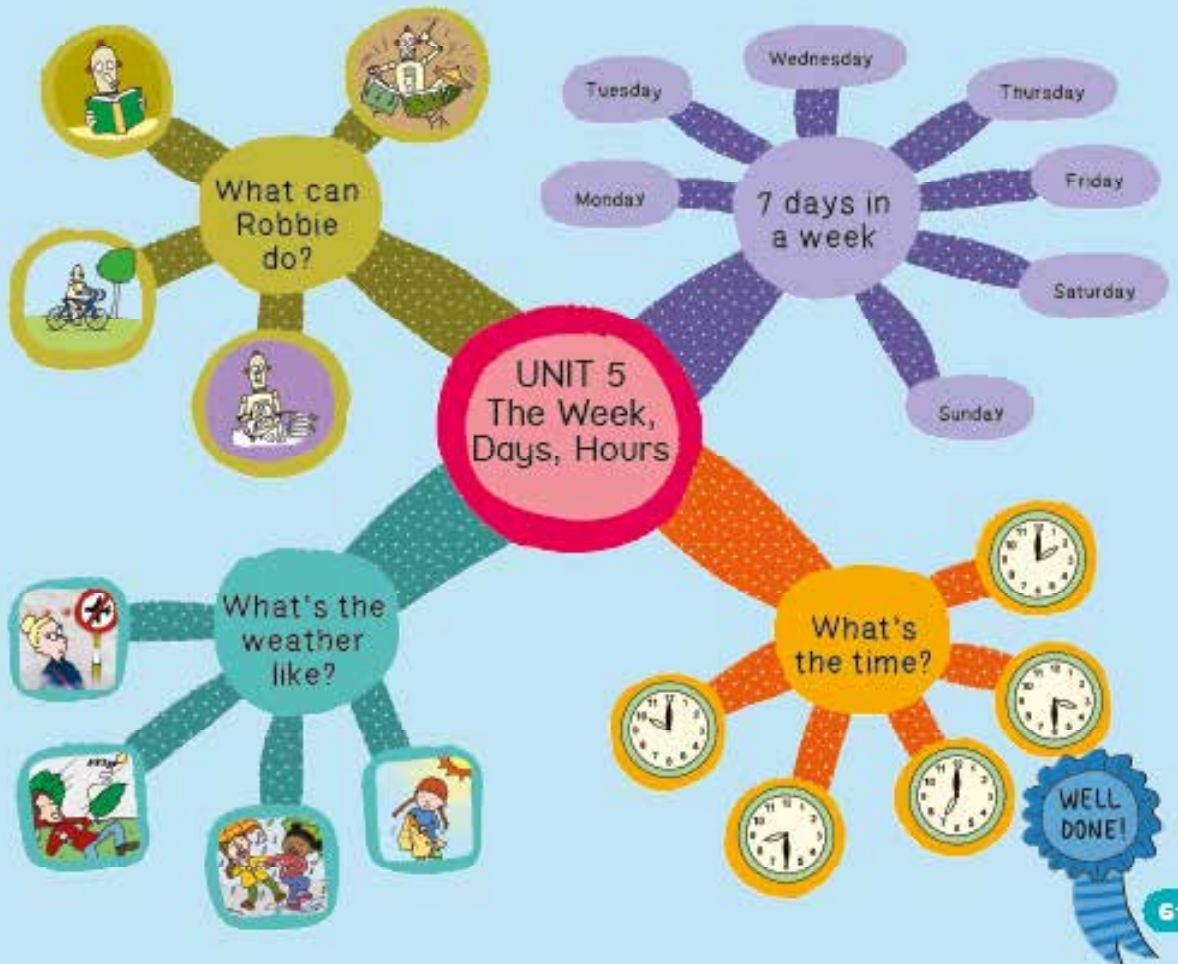 What can
Robbie
do?
Tuesday
Wednesday
Thursday
Monday
7 days in
a week
Friday
Saturday
Sunday
UNIT 5
The Week,
Days, Hours
What's the
weather
like?
What's
the time?
WELL
DONE!